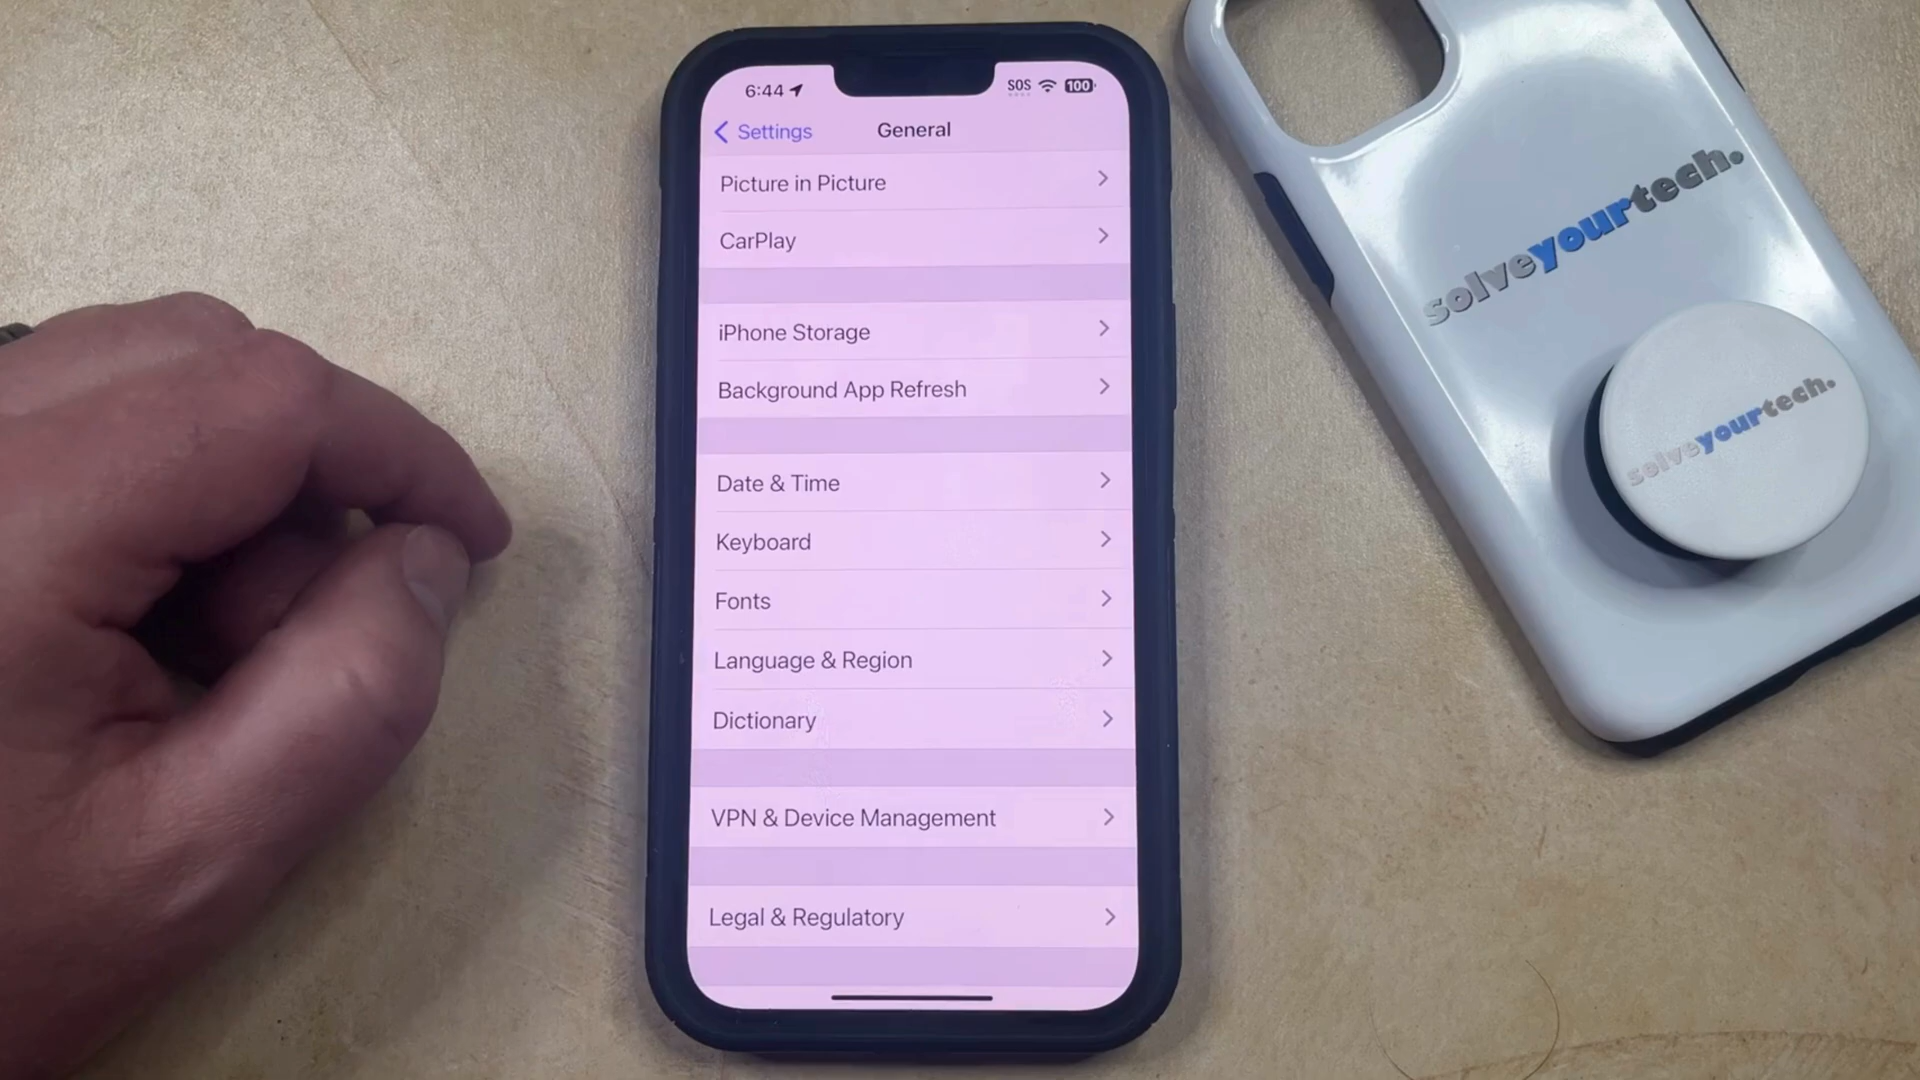 6:44
SOS
100
Settings
General
Picture in Picture
CarPlay
iPhone Storage
Background App Refresh
Date & Time
Keyboard
Fonts
Language & Region
Dictionary
VPN & Device Management
Legal & Regulatory
solveyourtech.
solveyourtech.